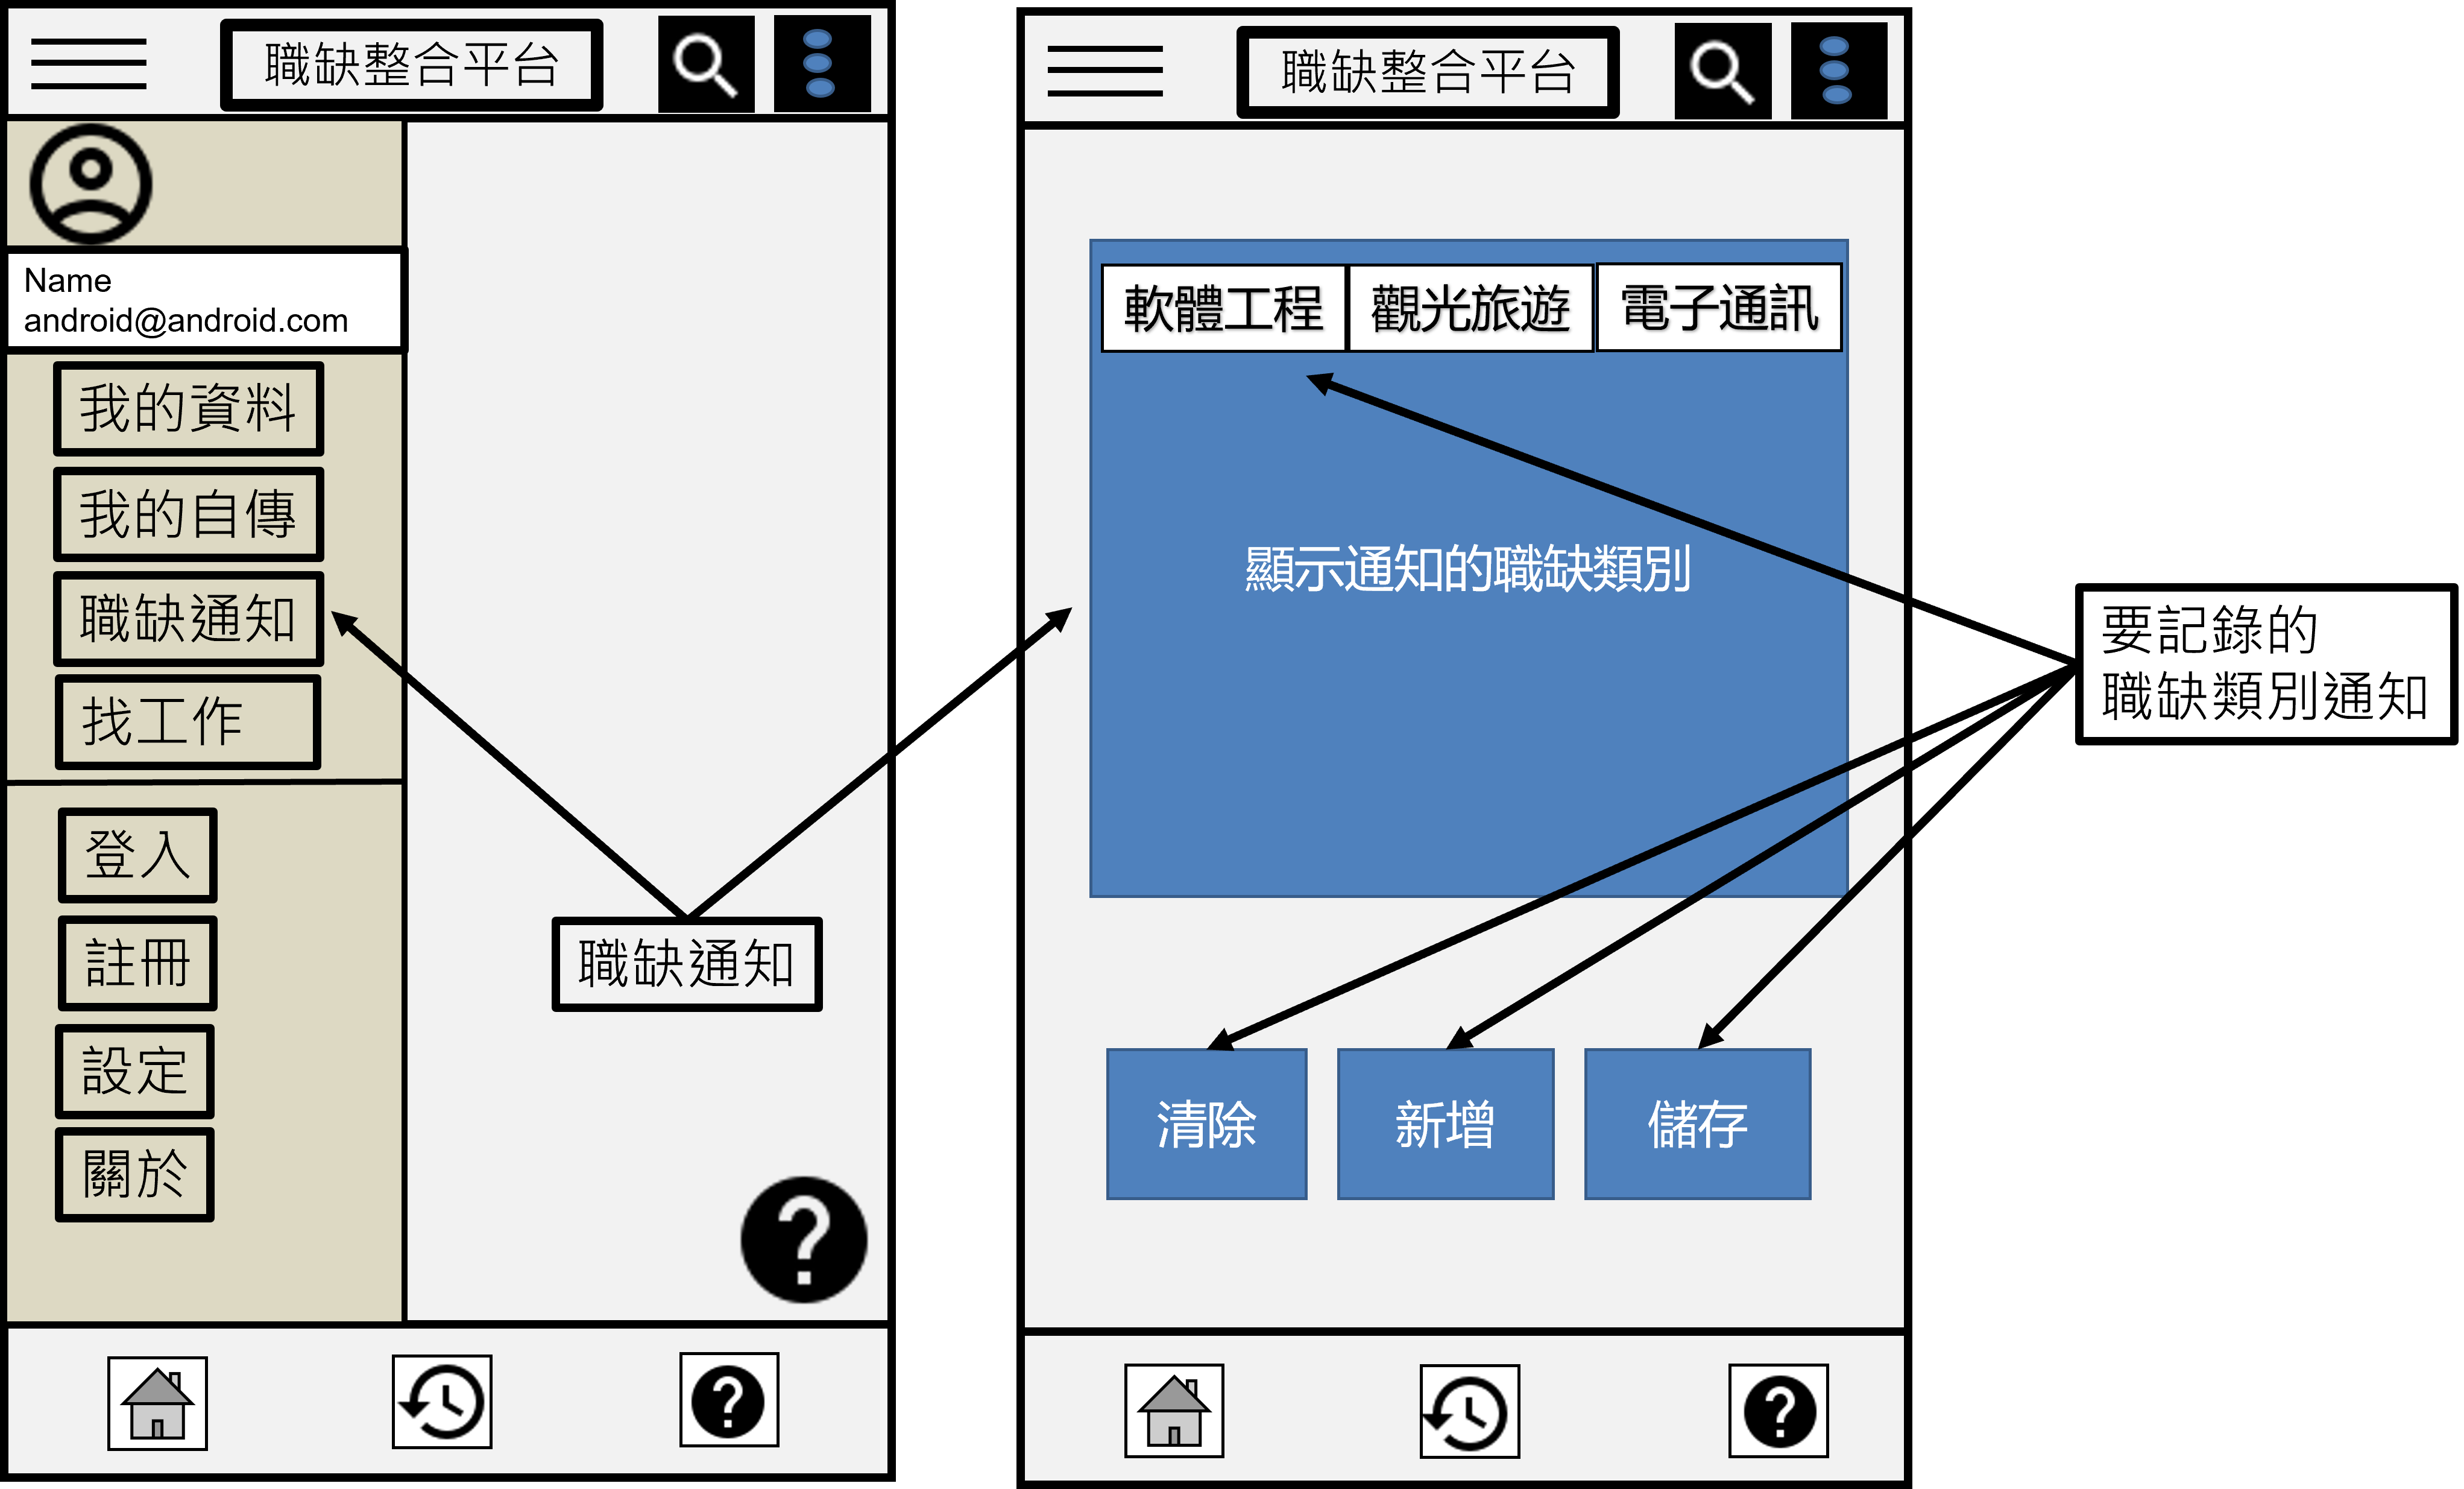 職缺整合平台
Name
android@android.com
我的資料
我的自傳
職缺通知
找工作
登入
註冊
設定
關於
職缺通知
職缺整合平台
軟體工程
觀光旅遊
電子通訊
顯示通知的職缺類別
清除
新增
儲存
要記錄的
職缺類別通知